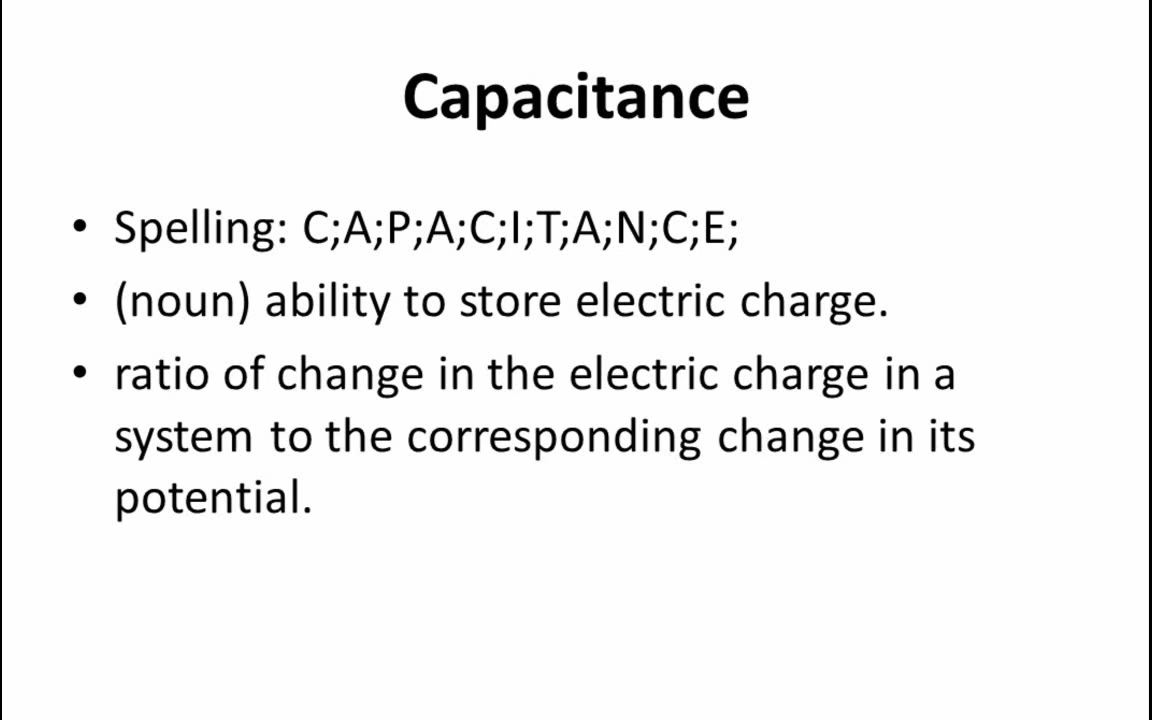 Capacitance
• Spelling: C;A;P;A;C;I;T;A;N;C;E;
• (noun) ability to store electric charge.
• ratio of change in the electric charge in a
system to the corresponding change in its
potential.